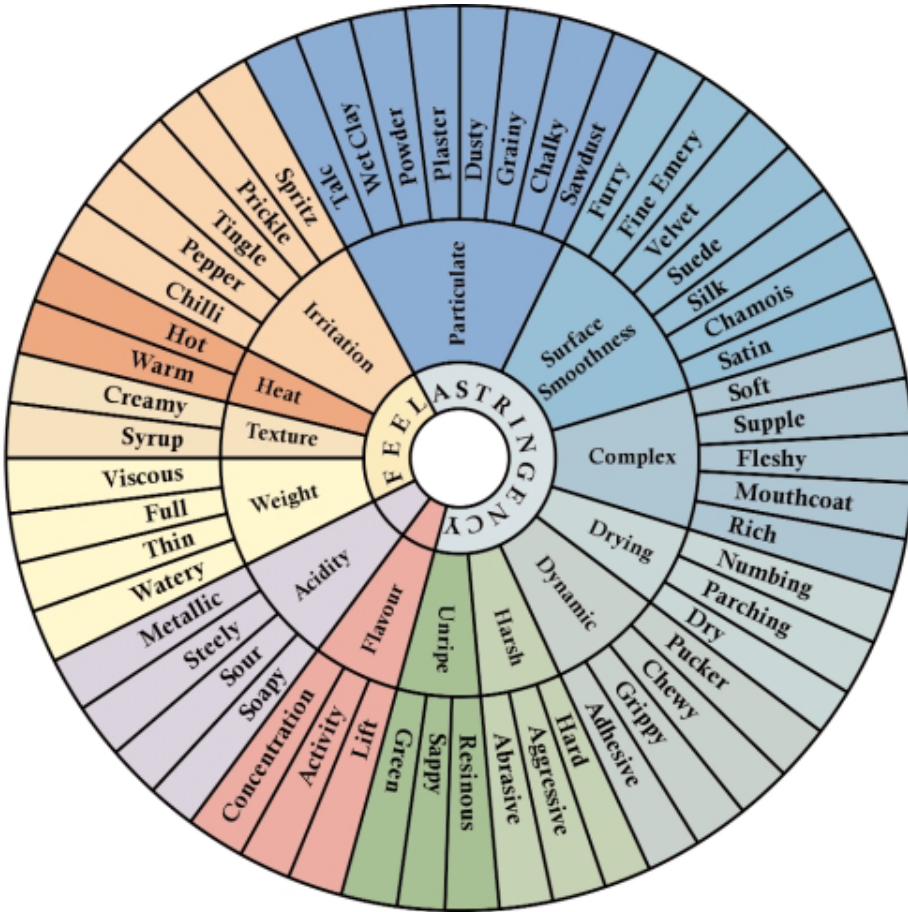 FEEL
ASTRINGENCY
Particulate
Talc
Wet Clay
Powder
Plaster
Dusty
Grainy
Chalky
Sawdust
Surface
Smoothness
Furry
Fine Emery
Velvet
Suede
Silk
Chamois
Satin
Complex
Soft
Supple
Fleshy
Mouthcoat
Rich
Drying
Numbing
Parching
Dry
Dynamic
Pucker
Chewy
Grippy
Adhesive
Harsh
Hard
Aggressive
Abrasive
Unripe
Resinous
Sappy
Green
Flavour
Lift
Activity
Concentration
Acidity
Soapy
Sour
Steely
Metallic
Weight
Watery
Thin
Full
Viscous
Texture
Syrup
Creamy
Heat
Warm
Hot
Irritation
Chilli
Pepper
Tingle
Prickle
Spritz